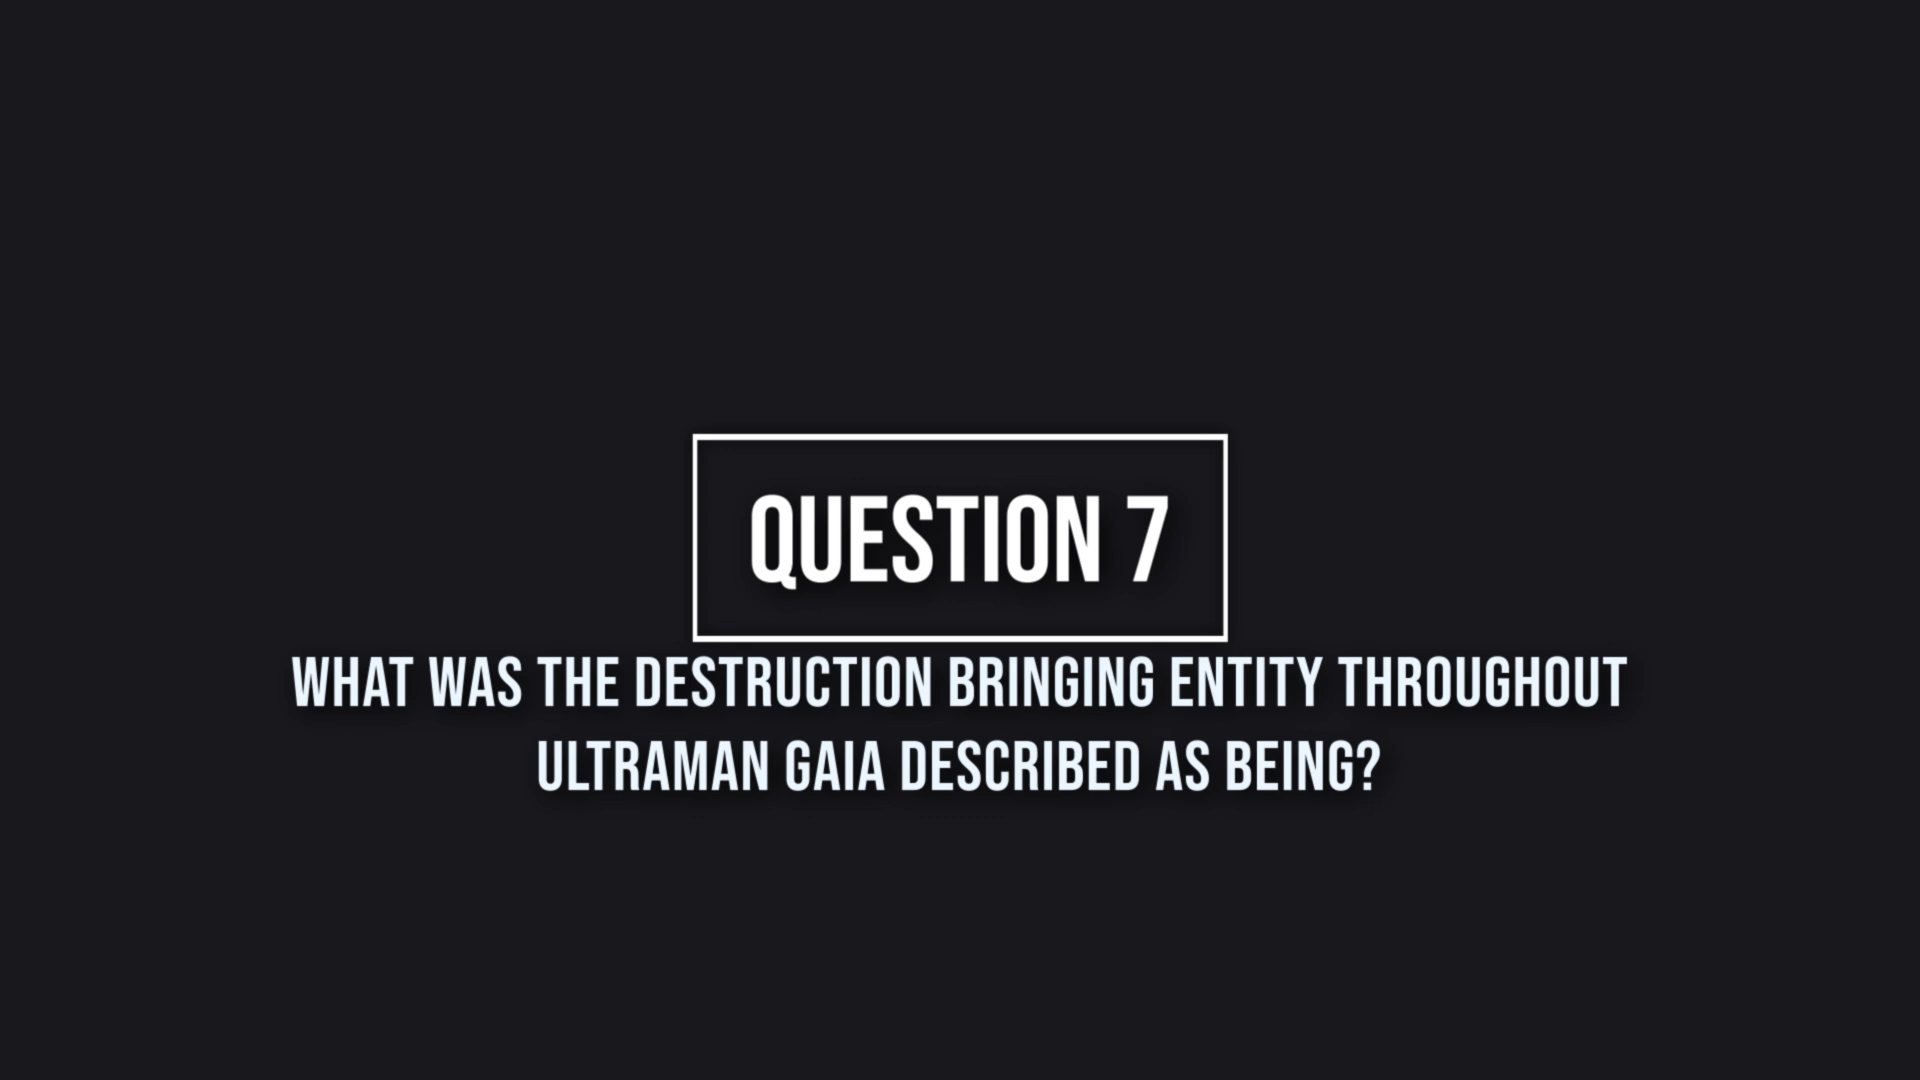 QUESTION 7
WHAT WAS THE DESTRUCTION BRINGING ENTITY THROUGHOUT
ULTRAMAN GAIA DESCRIBED AS BEING?